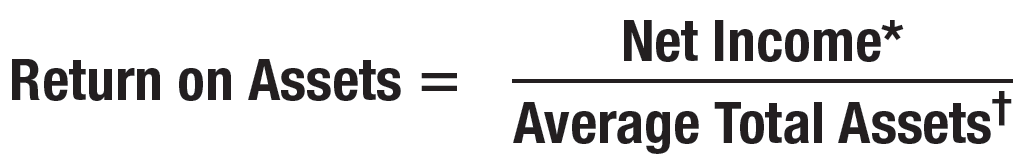 Net Income*
Return on Assets =
Average Total Assets†